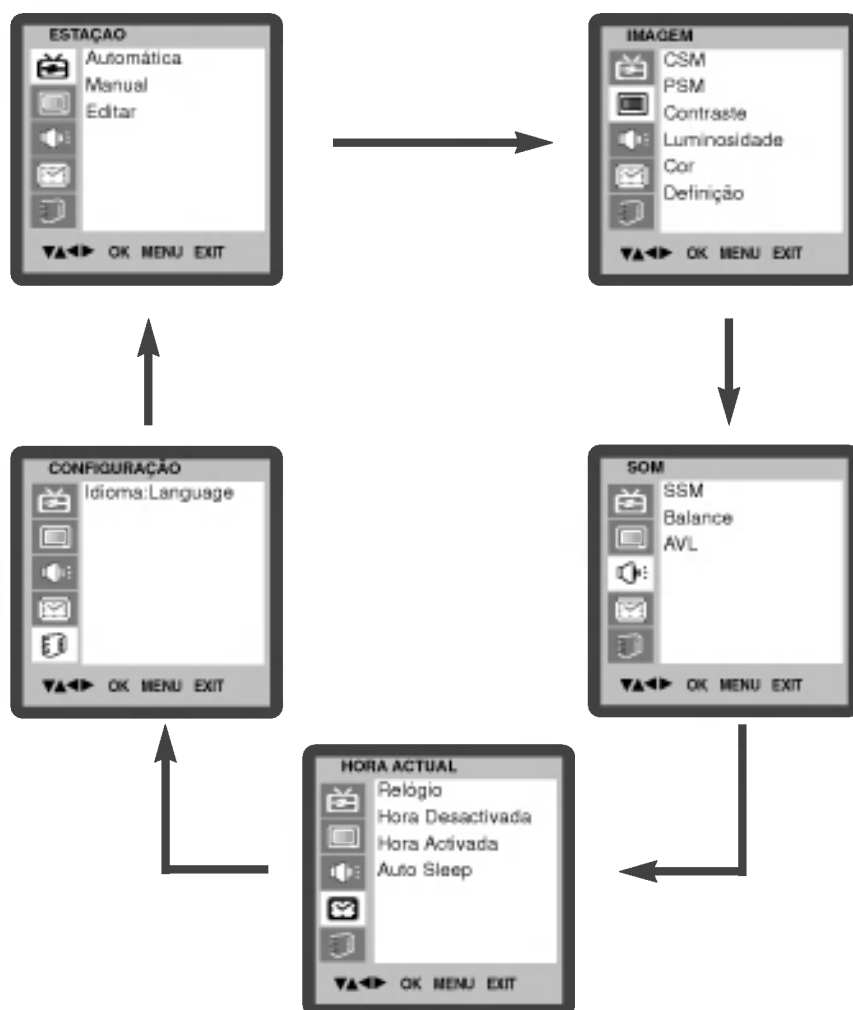 ESTAÇAO
Automática
Manual
Editar
▼▲◄► OK MENU EXIT
IMAGEM
CSM
PSM
Contraste
Luminosidade
Cor
Definição
▼▲◄► OK MENU EXIT
CONFIGURAÇÃO
Idioma:Language
▼▲◄► OK MENU EXIT
SOM
SSM
Balance
AVL
▼▲◄► OK MENU EXIT
HORA ACTUAL
Relógio
Hora Desactivada
Hora Activada
Auto Sleep
▼▲◄► OK MENU EXIT